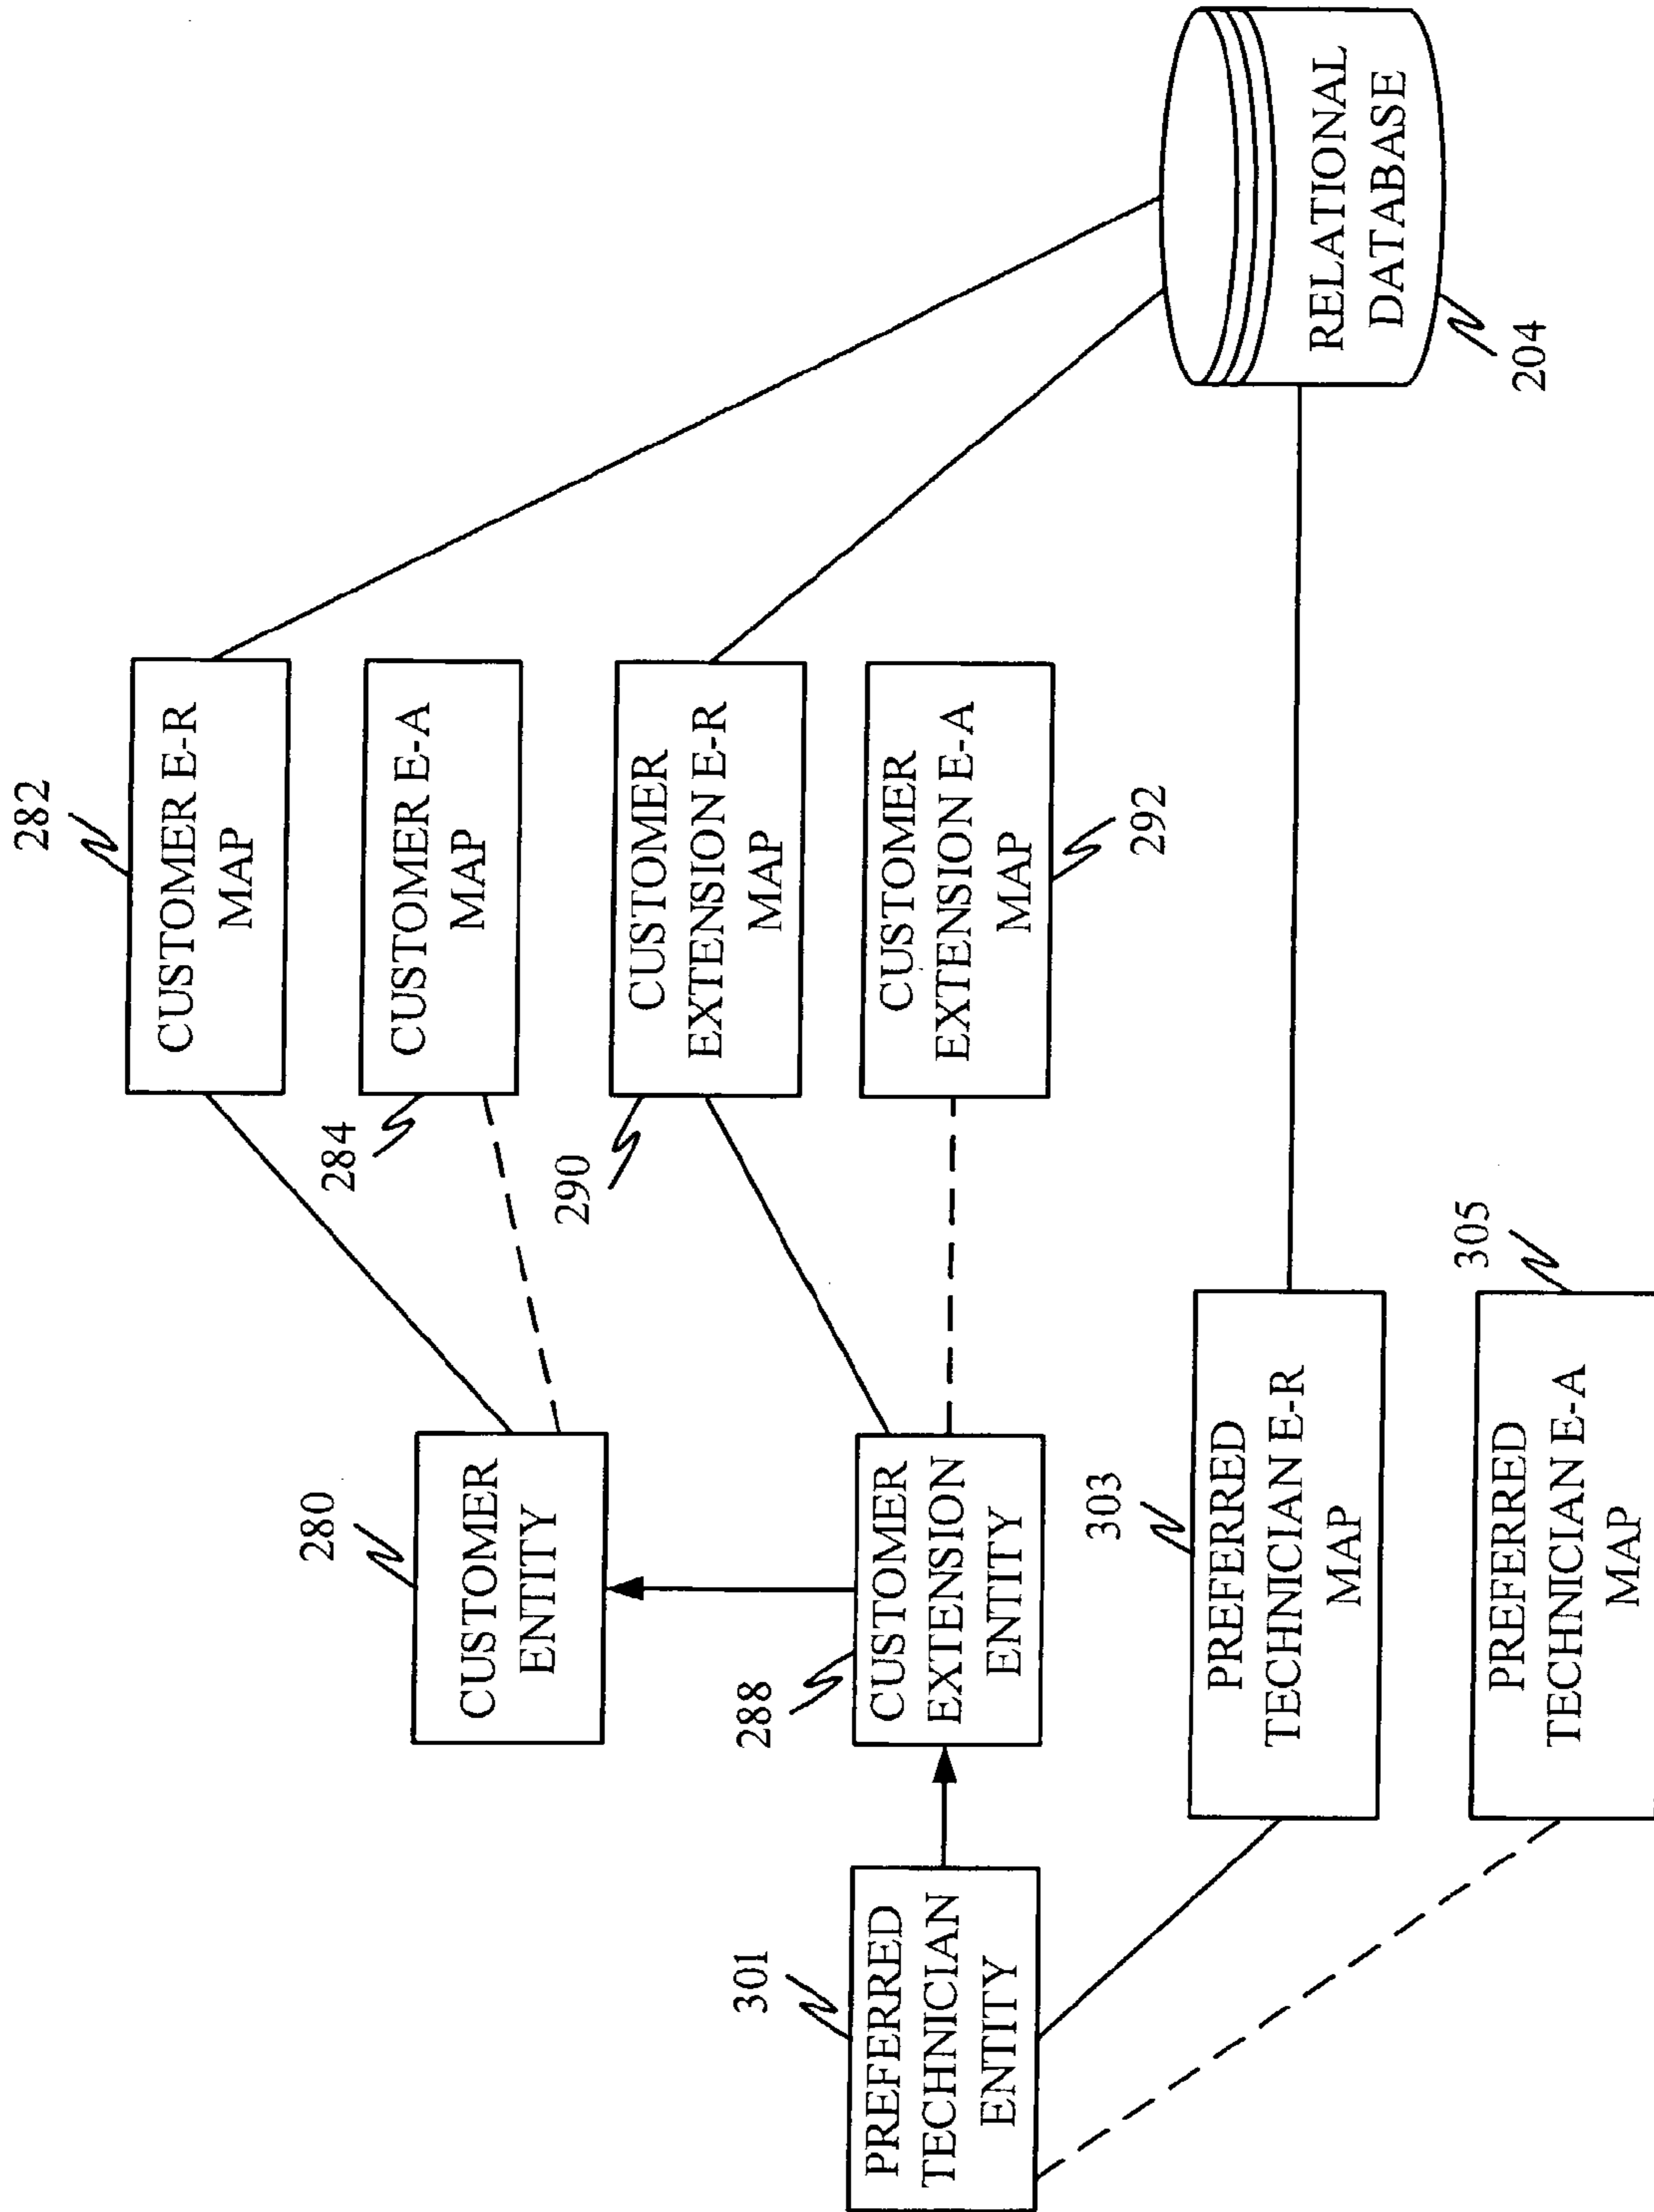 282
CUSTOMER E-R
MAP
284
CUSTOMER E-A
MAP
280
CUSTOMER
ENTITY
290
CUSTOMER
EXTENSION E-R
MAP
288
CUSTOMER
EXTENSION
ENTITY
CUSTOMER
EXTENSION E-A
MAP
292
301
PREFERRED
TECHNICIAN
ENTITY
303
PREFERRED
TECHNICIAN E-R
MAP
RELATIONAL
DATABASE
204
305
PREFERRED
TECHNICIAN E-A
MAP